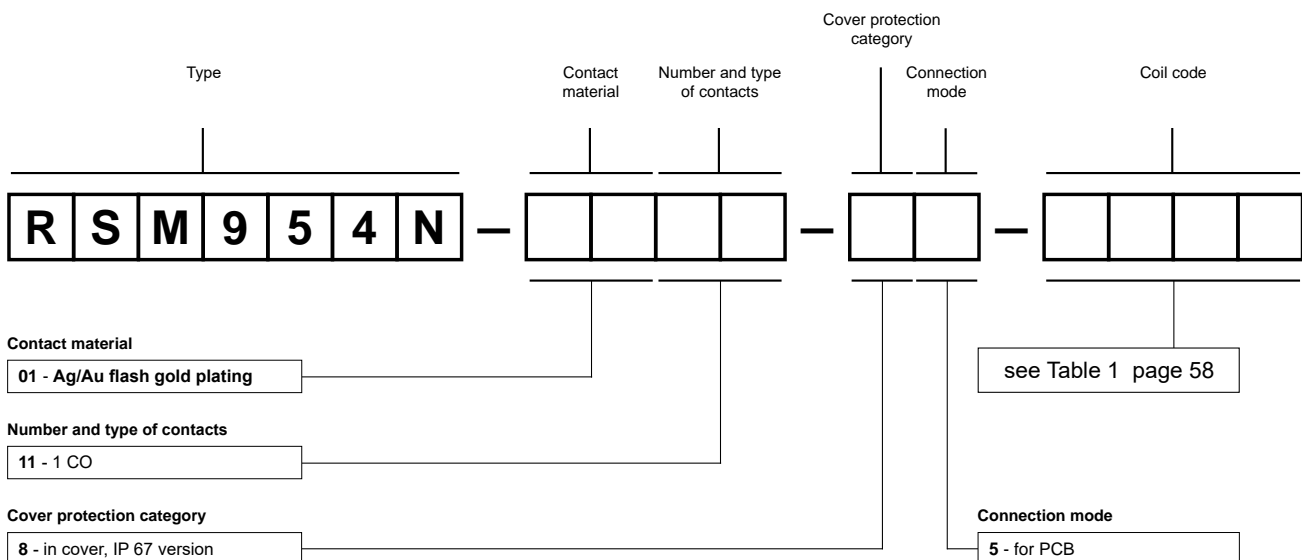 Cover protection
category
Type
Contact
material
Number and type
of contacts
Connection
mode
Coil code
R S M 9 5 4 N – – –
Contact material
01 - Ag/Au flash gold plating
see Table 1 page 58
Number and type of contacts
11 - 1 CO
Cover protection category
8 - in cover, IP 67 version
Connection mode
5 - for PCB